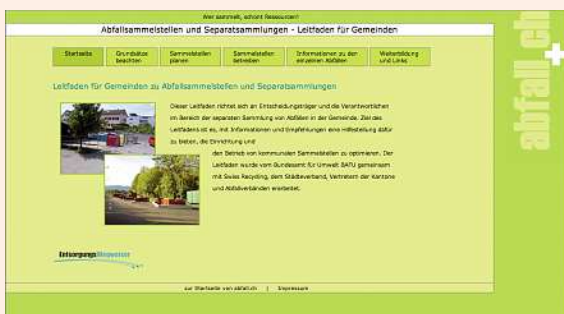 Wer sammelt, schont Ressourcen!
Abfallsammelstellen und Separatsammlungen - Leitfaden für Gemeinden
Startseite
Grundsätze
beachten
Sammelstellen
planen
Sammelstellen
betreiben
Informationen zu den
einzelnen Abfällen
Weiterbildung
und Links
Leitfaden für Gemeinden zu Abfallsammelstellen und Separatsammlungen
Dieser Leitfaden richtet sich an Entscheidungsträger und die Verantwortlichen
im Bereich der separaten Sammlung von Abfällen in der Gemeinde. Ziel des
Leitfadens ist es, mit Informationen und Empfehlungen eine Hilfestellung dafür
zu bieten, die Einrichtung und
den Betrieb von kommunalen Sammelstellen zu optimieren. Der
Leitfaden wurde vom Bundesamt für Umwelt BAFU gemeinsam
mit Swiss Recycling, dem Städteverband, Vertretern der Kantone
und Abfallverbänden erarbeitet.
EntsorgungsWegweiser
zur Startseite von abfall.ch | Impressum
abfall.ch